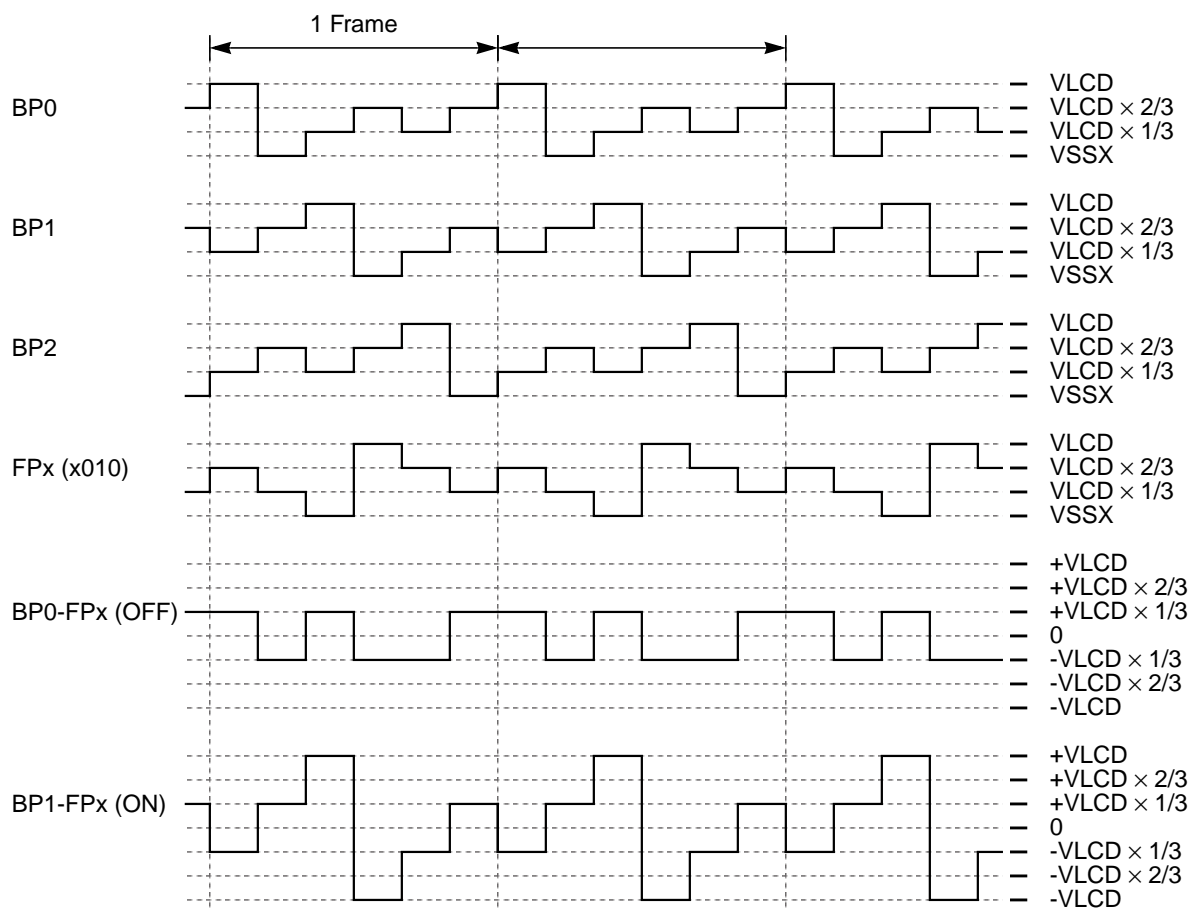 1 Frame
BP0
VLCD
VLCD × 2/3
VLCD × 1/3
VSSX
BP1
VLCD
VLCD × 2/3
VLCD × 1/3
VSSX
BP2
VLCD
VLCD × 2/3
VLCD × 1/3
VSSX
FPx (x010)
VLCD
VLCD × 2/3
VLCD × 1/3
VSSX
BP0-FPx (OFF)
+VLCD
+VLCD × 2/3
+VLCD × 1/3
0
-VLCD × 1/3
-VLCD × 2/3
-VLCD
BP1-FPx (ON)
+VLCD
+VLCD × 2/3
+VLCD × 1/3
0
-VLCD × 1/3
-VLCD × 2/3
-VLCD